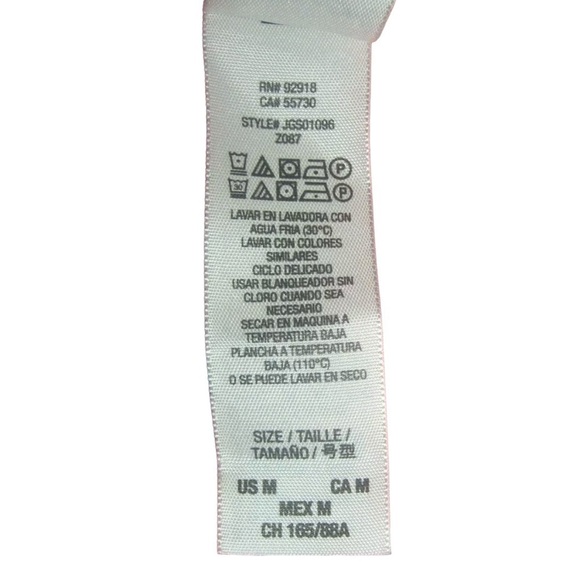 RN# 92918
CA# 55730
STYLE# JGS01096
Z087
P
30 P
LAVAR EN LAVADORA CON
AGUA FRIA (30°C)
LAVAR CON COLORES
SIMILARES
CICLO DELICADO
USAR BLANQUEADOR SIN
CLORO CUANDO SEA
NECESARIO
SECAR EN MAQUINA A
TEMPERATURA BAJA
PLANCHA A TEMPERATURA
BAJA (110°C)
O SE PUEDE LAVAR EN SECO
SIZE / TAILLE /
TAMAÑO / 号型
US M CA M
MEX M
CH 165/88A